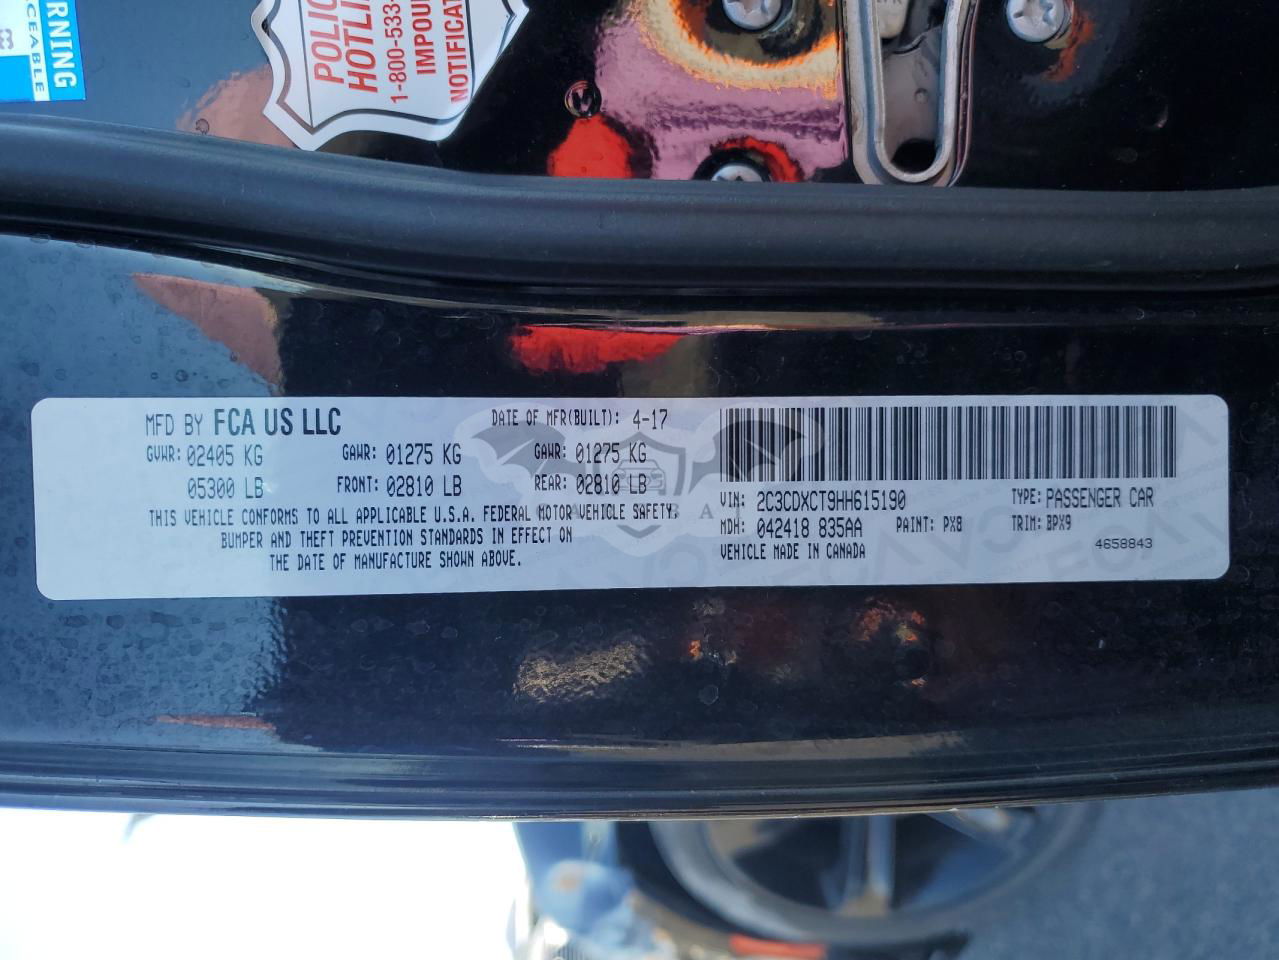 RNING
CEABLE
POLIC
HOTLIN
1-800-533-
IMPOUN
NOTIFICAT
MFD BY FCA US LLC
DATE OF MFR(BUILT): 4-17
GVWR: 02405 KG
GAWR: 01275 KG
GAWR: 01275 KG
05300 LB
FRONT: 02810 LB
REAR: 02810 LB
THIS VEHICLE CONFORMS TO ALL APPLICABLE U.S.A. FEDERAL MOTOR VEHICLE SAFETY,
BUMPER AND THEFT PREVENTION STANDARDS IN EFFECT ON
THE DATE OF MANUFACTURE SHOWN ABOVE.
VIN: 2C3CDXCT9HH615190
TYPE: PASSENGER CAR
MDH: 042418 835AA
PAINT: PX8
TRIM: BPX9
VEHICLE MADE IN CANADA
4658843